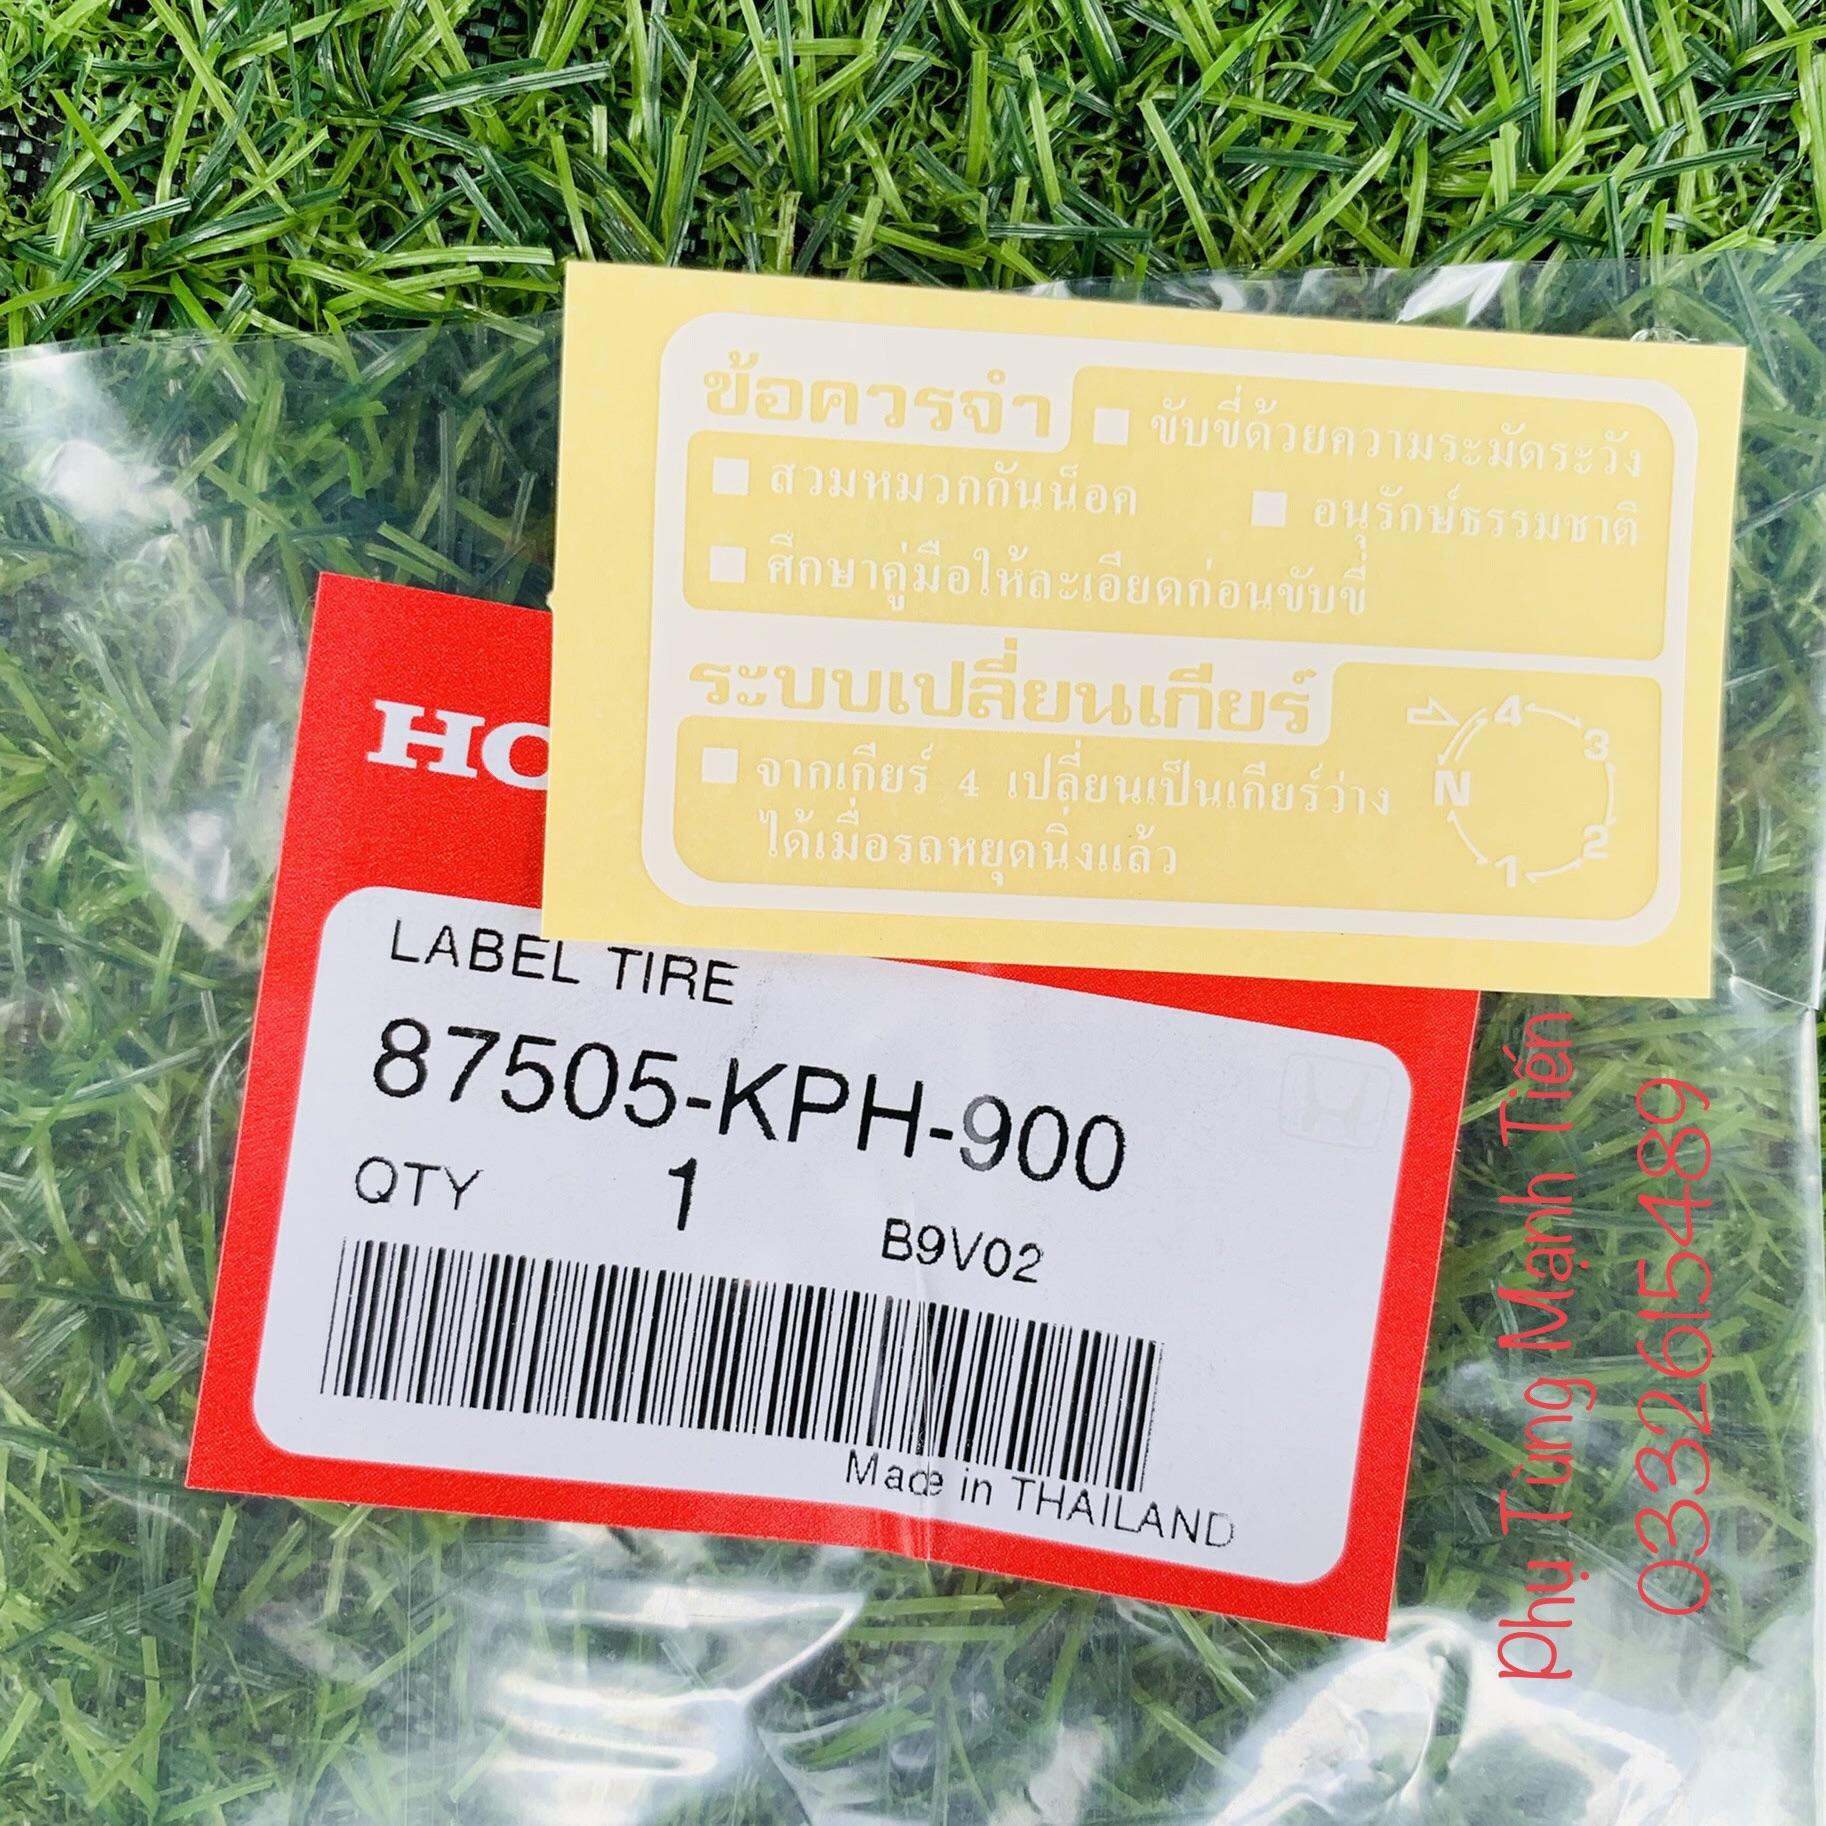 ข้อควรจำ
■ ขับขี่ด้วยความระมัดระวัง
■ สวมหมวกกันน็อค
■ อนุรักษ์ธรรมชาติ
■ ศึกษาคู่มือให้ละเอียดก่อนขับขี่
ระบบเปลี่ยนเกียร์
■ จากเกียร์ 4 เปลี่ยนเป็นเกียร์ว่าง
ได้เมื่อรถหยุดนิ่งแล้ว
4
3
N
2
1
HO
LABEL TIRE
87505-KPH-900
QTY 1
B9V02
Made in THAILAND
Phụ Tùng Mạnh Tiến
0332615489